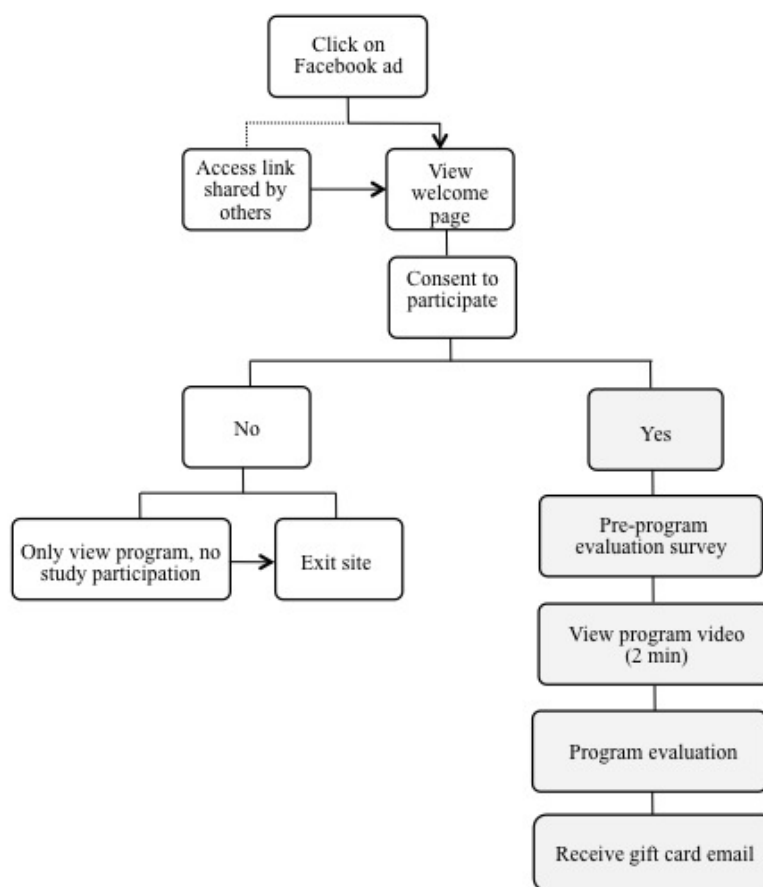 Click on
Facebook ad
Access link
shared by
others
View
welcome
page
Consent to
participate
No
Yes
Only view program, no
study participation
Exit site
Pre-program
evaluation survey
View program video
(2 min)
Program evaluation
Receive gift card email